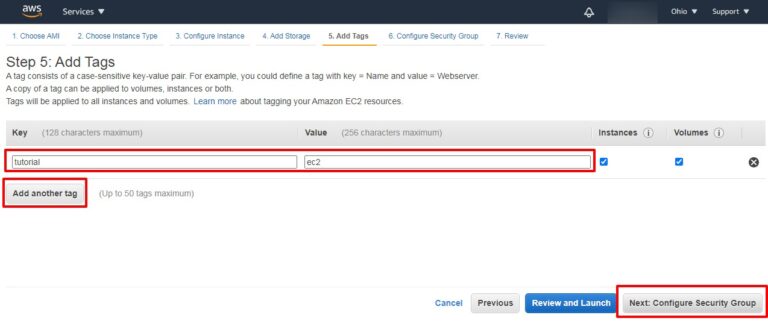 aws Services Ohio Support
1. Choose AMI 2. Choose Instance Type 3. Configure Instance 4. Add Storage 5. Add Tags 6. Configure Security Group 7. Review
Step 5: Add Tags
A tag consists of a case-sensitive key-value pair. For example, you could define a tag with key = Name and value = Webserver.
A copy of a tag can be applied to volumes, instances or both.
Tags will be applied to all instances and volumes. Learn more about tagging your Amazon EC2 resources.
Key (128 characters maximum) Value (256 characters maximum) Instances i Volumes i
tutorial ec2
Add another tag (Up to 50 tags maximum)
Cancel Previous Review and Launch Next: Configure Security Group